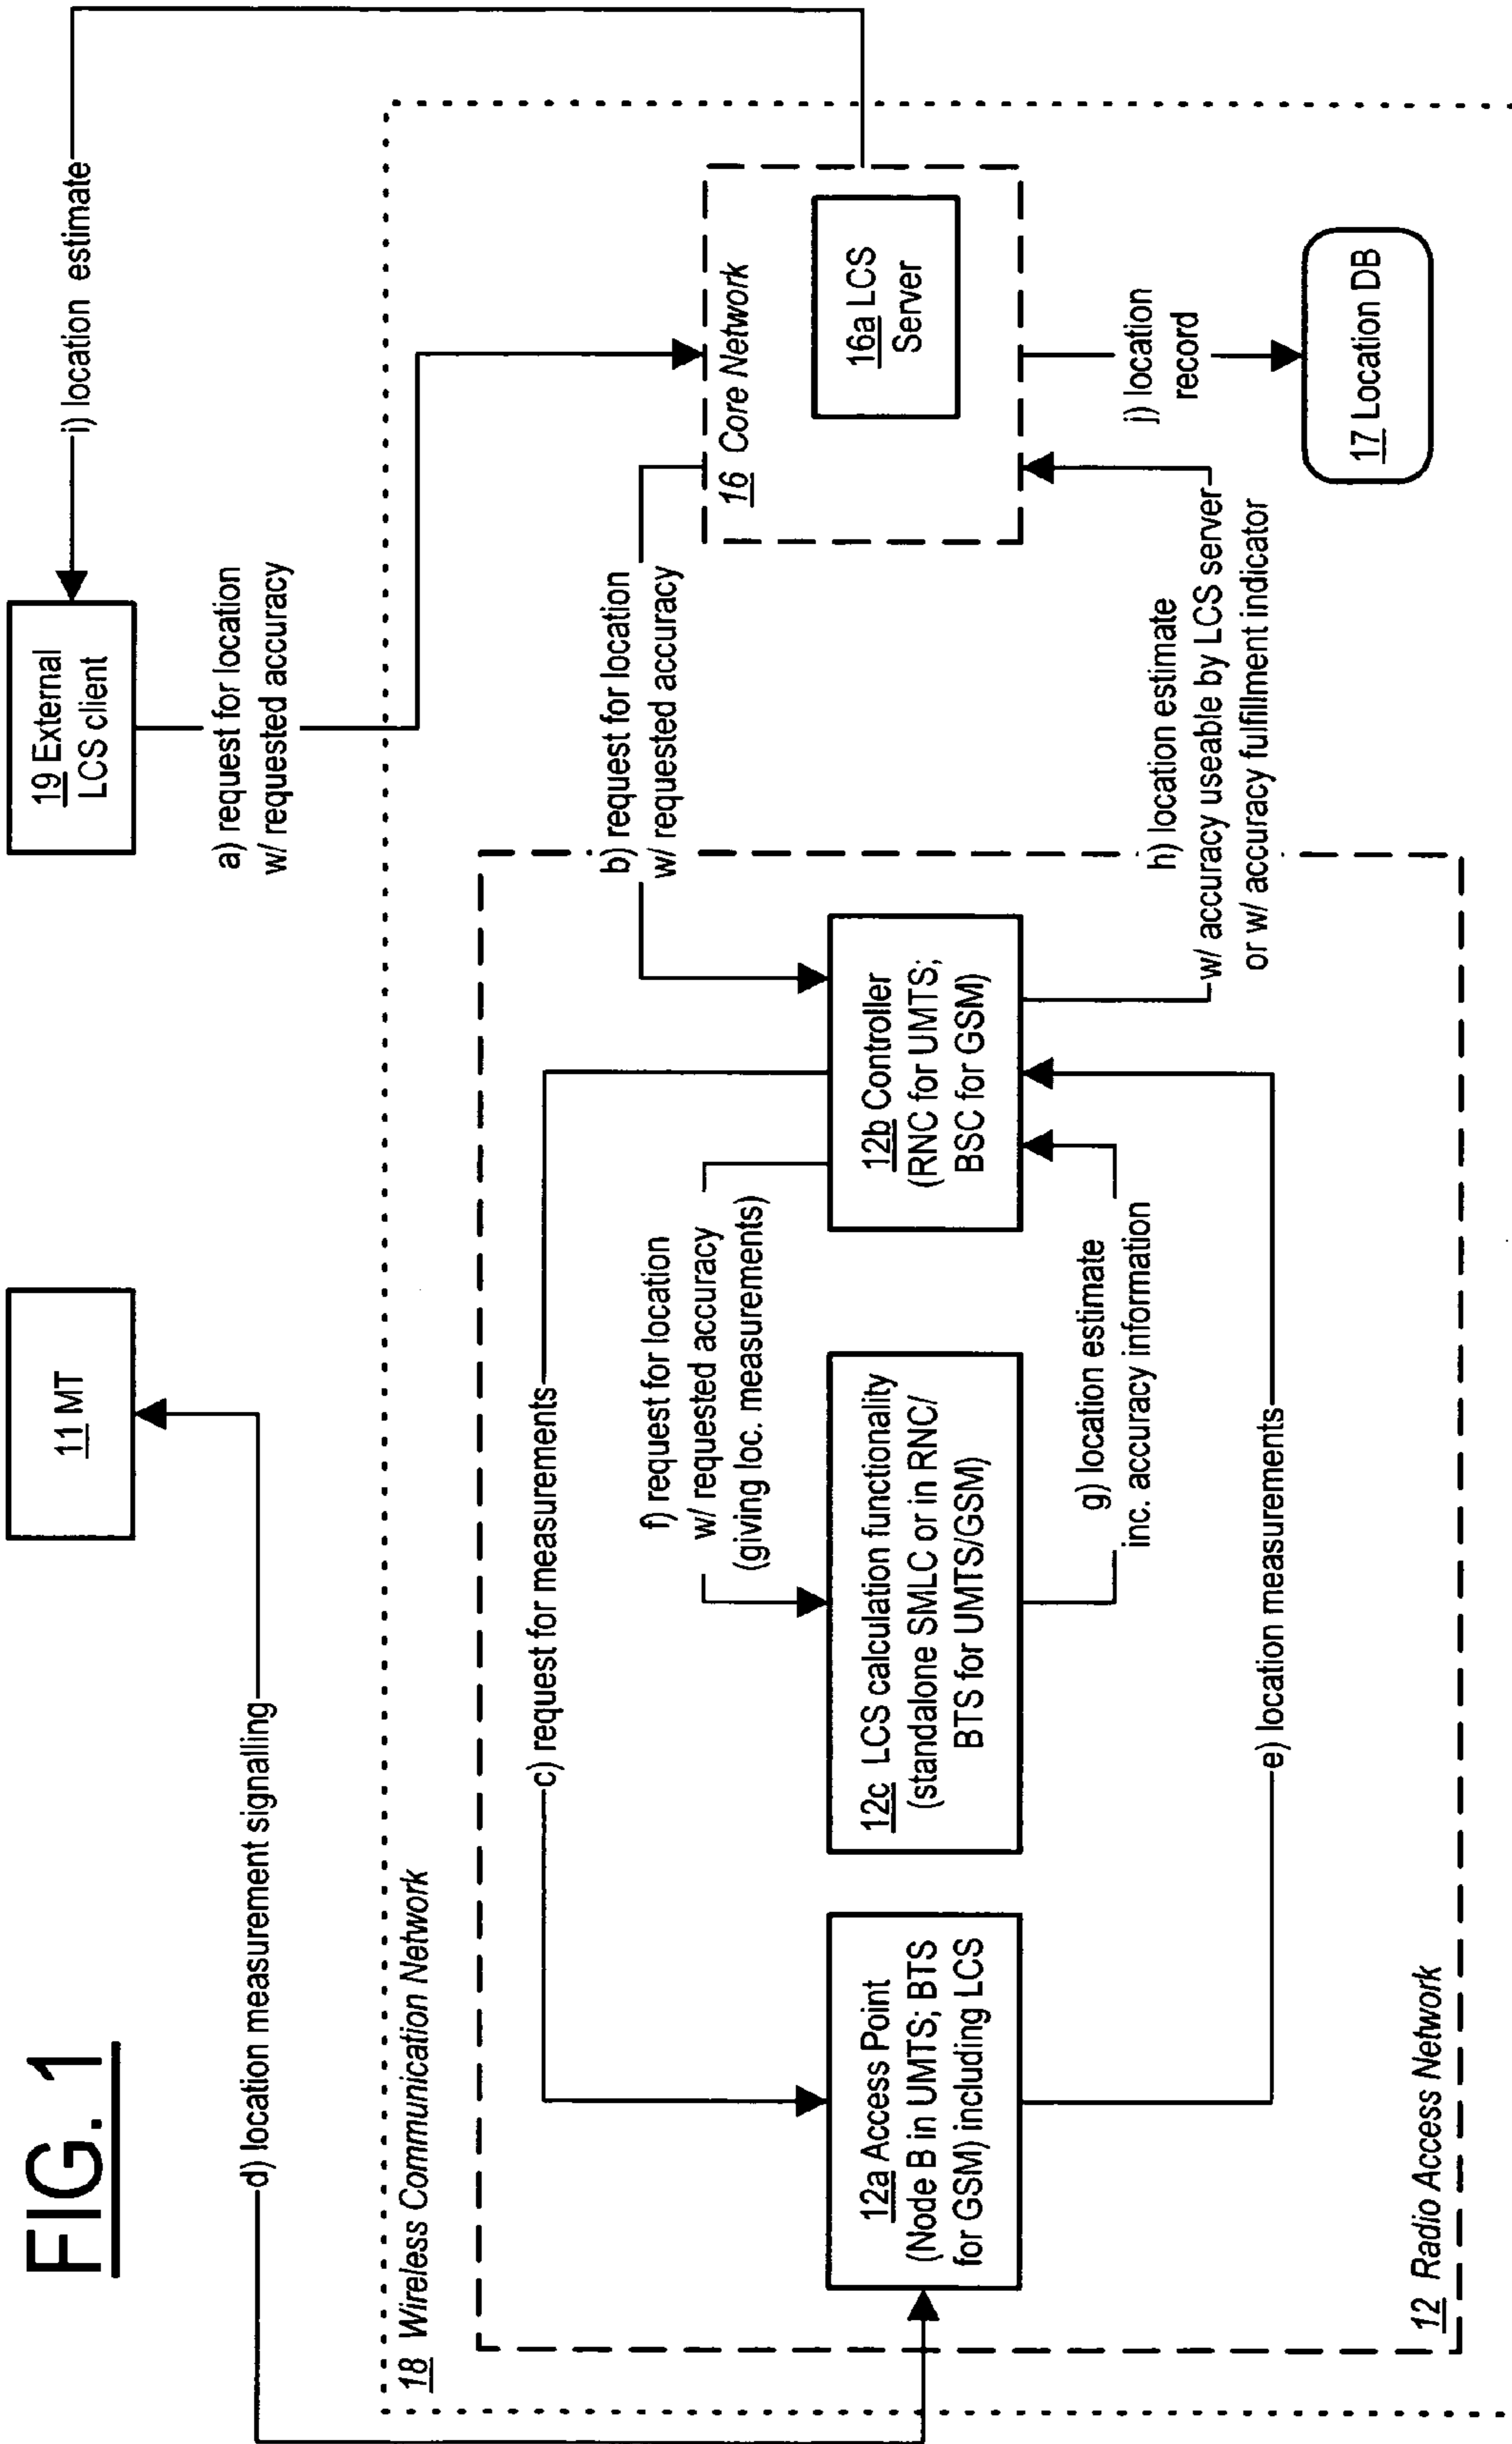 FIG. 1
11 MT
19 External
LCS client
i) location estimate
d) location measurement signalling
a) request for location
w/ requested accuracy
18 Wireless Communication Network
c) request for measurements
b) request for location
w/ requested accuracy
f) request for location
w/ requested accuracy
(giving loc. measurements)
16 Core Network
16a LCS
Server
12a Access Point
(Node B in UMTS; BTS
for GSM) including LCS
12c LCS calculation functionality
(standalone SMLC or in RNC/
BTS for UMTS/GSM)
12b Controller
(RNC for UMTS;
BSC for GSM)
g) location estimate
inc. accuracy information
h) location estimate
w/ accuracy useable by LCS server
or w/ accuracy fulfillment indicator
j) location
record
e) location measurements
17 Location DB
12 Radio Access Network